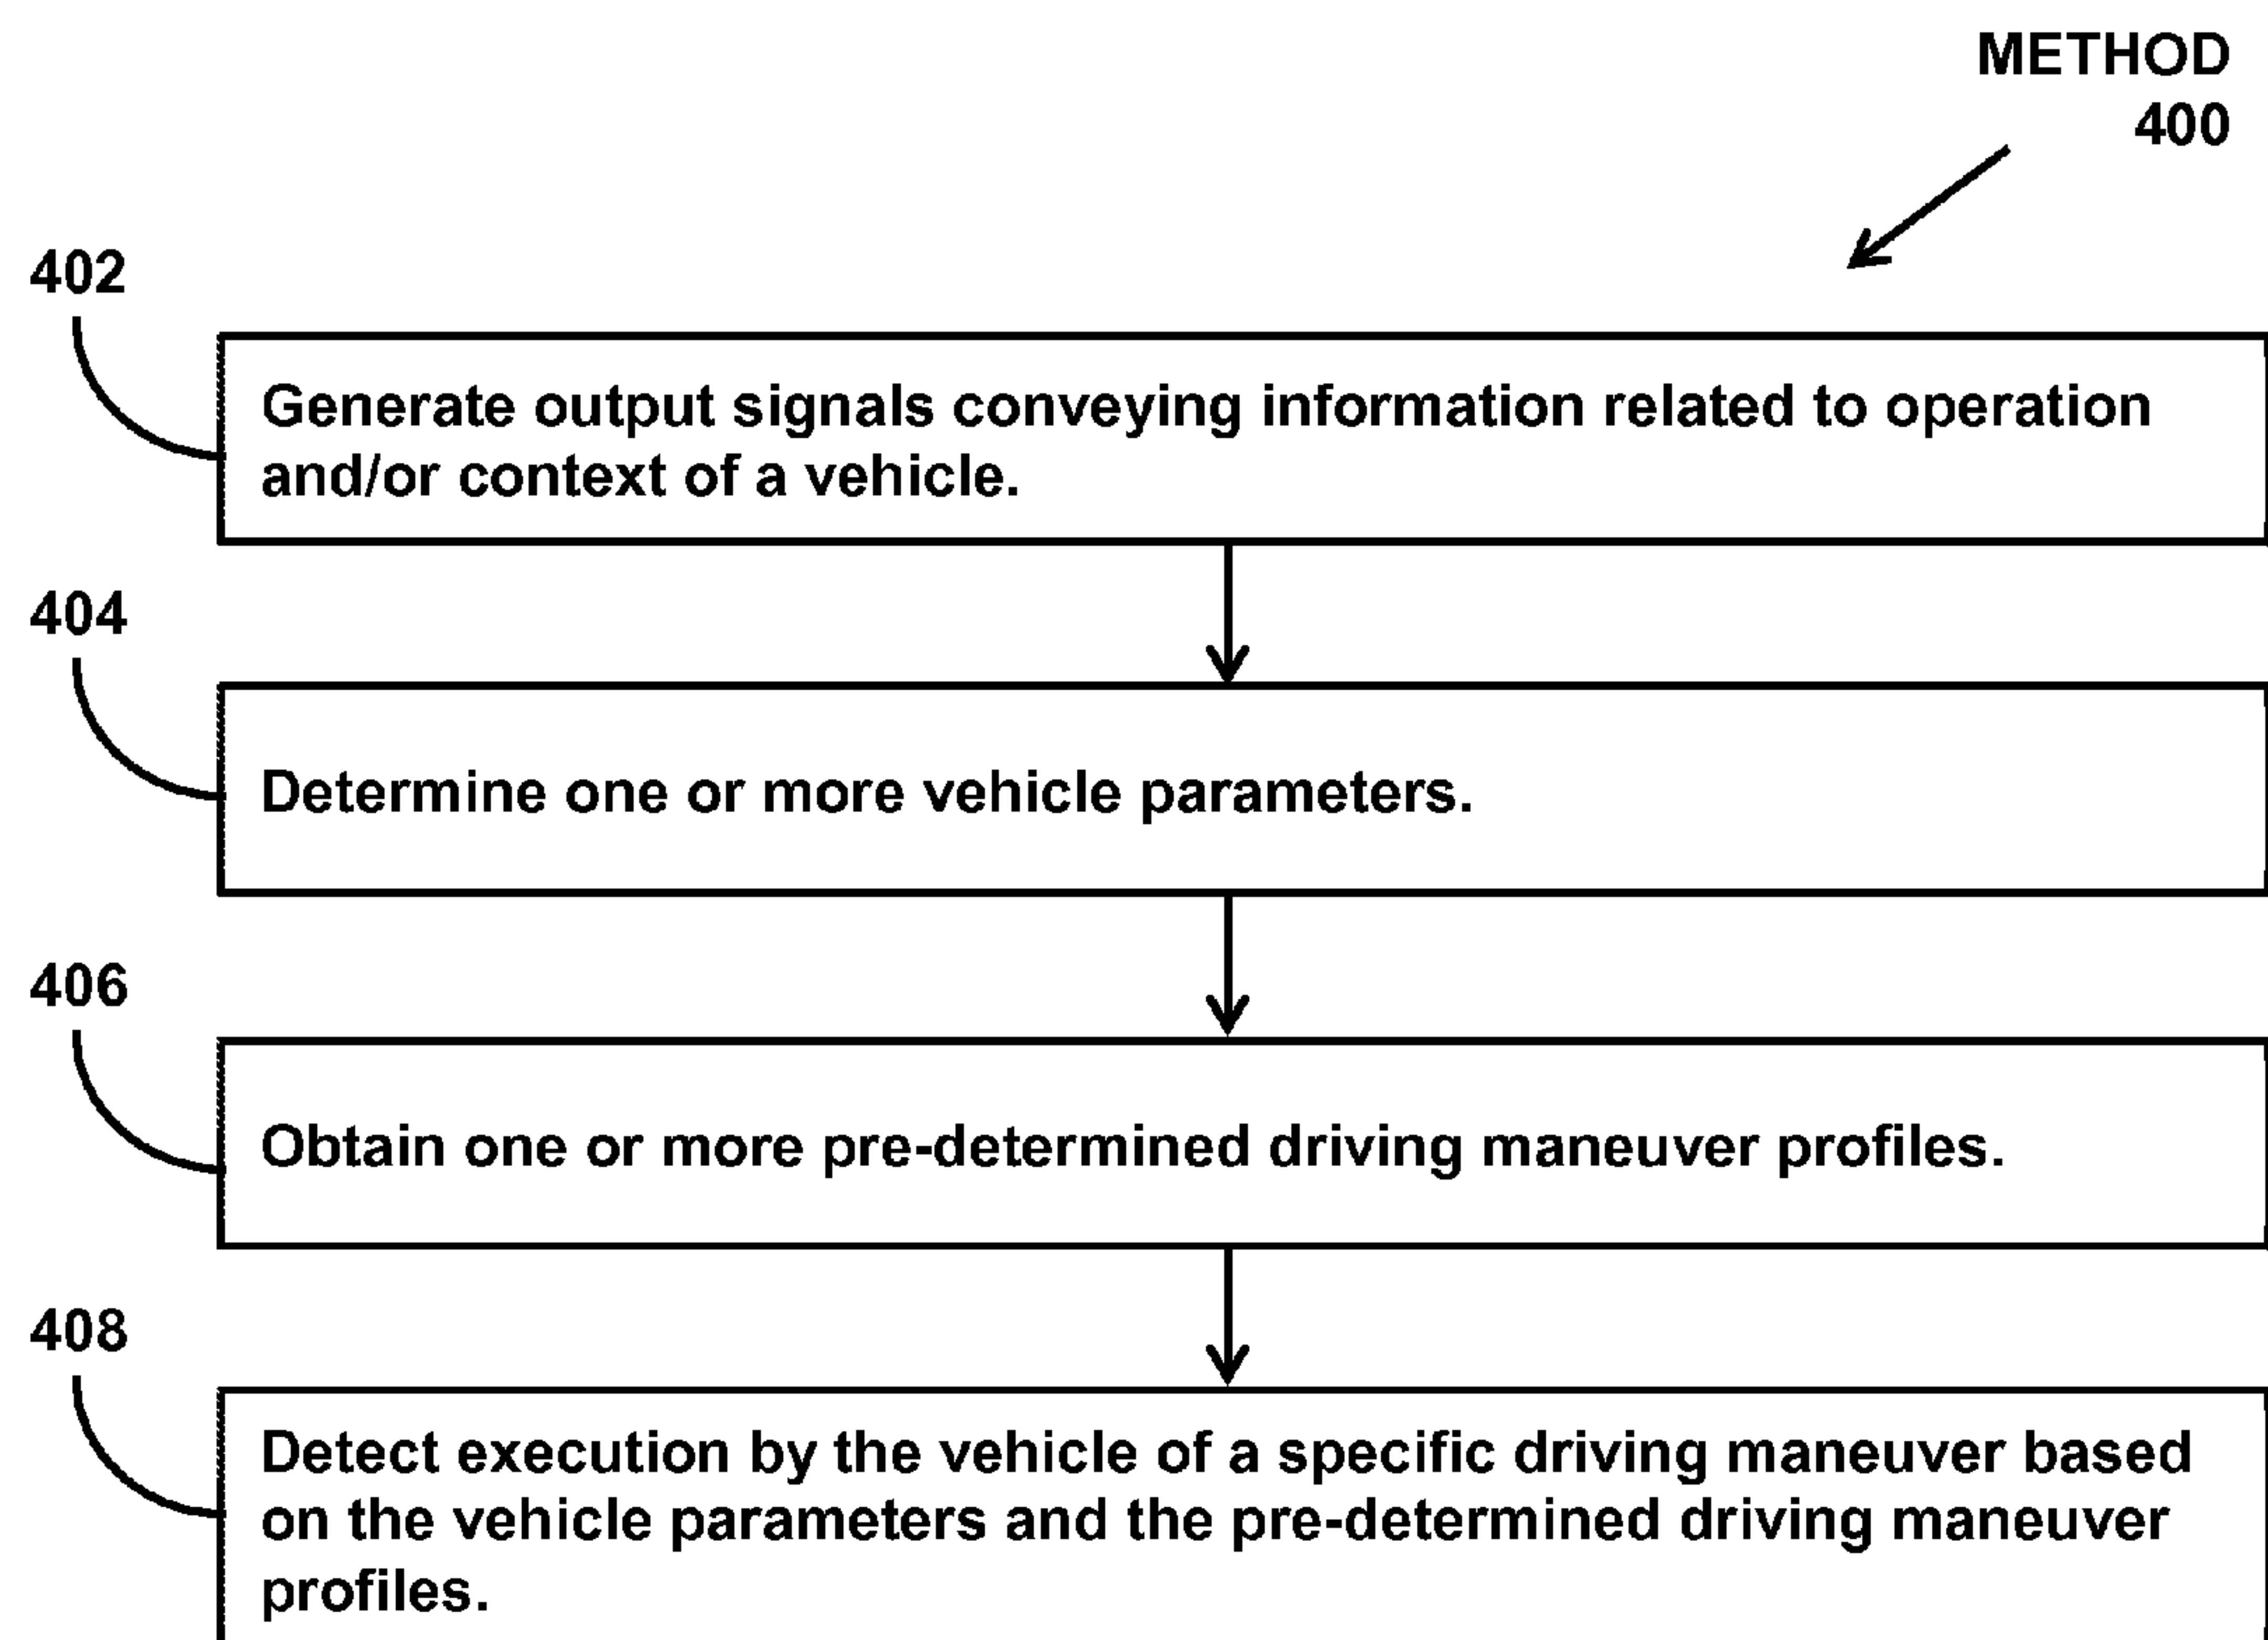 METHOD
400
402
Generate output signals conveying information related to operation
and/or context of a vehicle.
404
Determine one or more vehicle parameters.
406
Obtain one or more pre-determined driving maneuver profiles.
408
Detect execution by the vehicle of a specific driving maneuver based
on the vehicle parameters and the pre-determined driving maneuver
profiles.